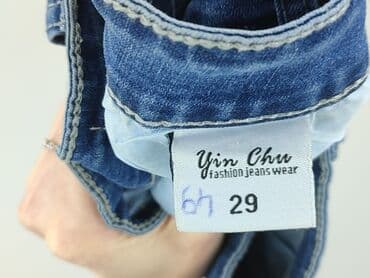 Yin Chu
fashion jeans wear
29